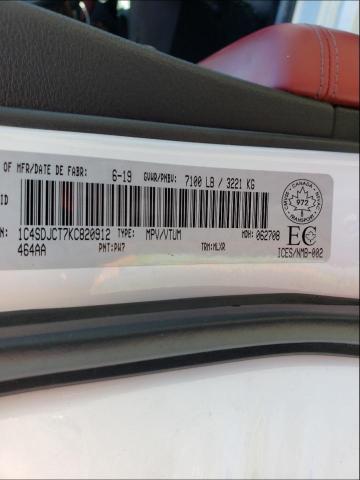 OF MFR/DATE DE FABR: 6-19 GVWR/PNBV: 7100 LB / 3221 KG
ID
1C4SDJCT7KC820912 TYPE: MPV/VTUM MDH: 062708
464AA PNT:PW7 TRM:MLXR
CANADA
972
EC
ICES/NMB-002